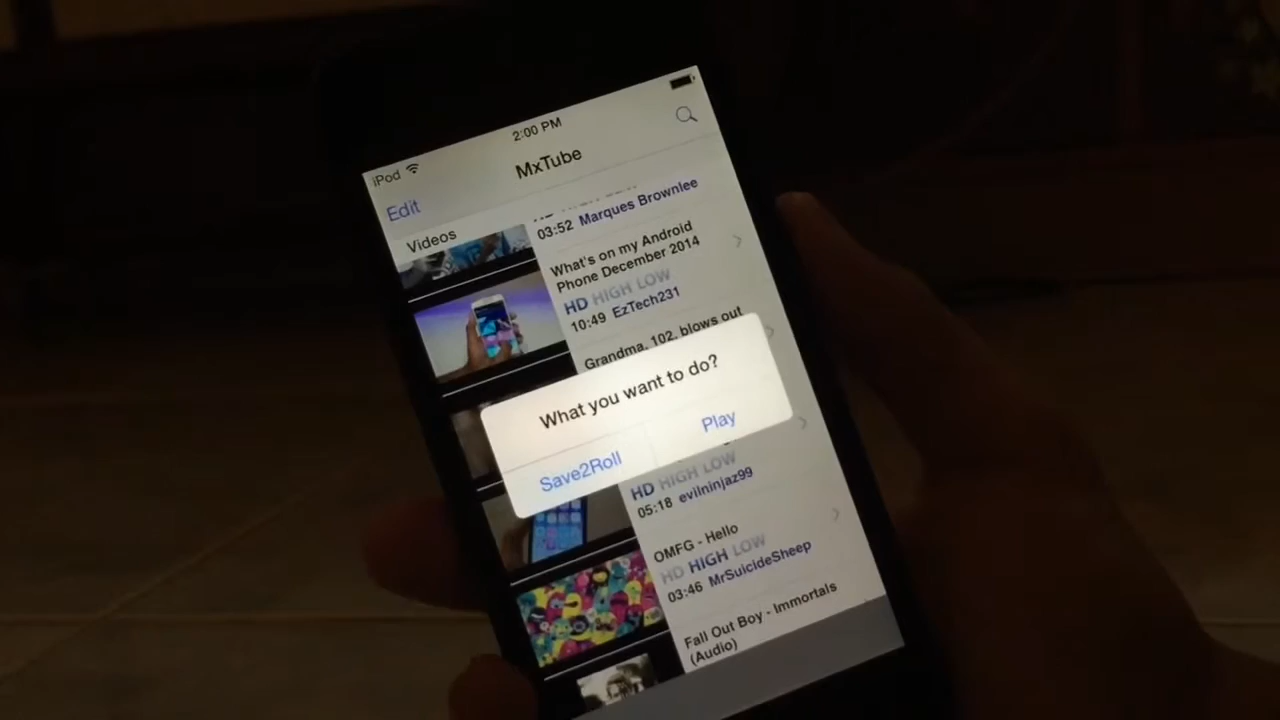 iPod
2:00 PM
MxTube
Edit
Videos
03:52 Marques Brownlee
What's on my Android
Phone December 2014
HD HIGH LOW
10:49 EzTech231
Grandma, 102, blows out
What you want to do?
Save2Roll
Play
HD HIGH LOW
05:18 evilninjaz99
OMFG - Hello
HD HIGH LOW
03:46 MrSuicideSheep
Fall Out Boy - Immortals
(Audio)